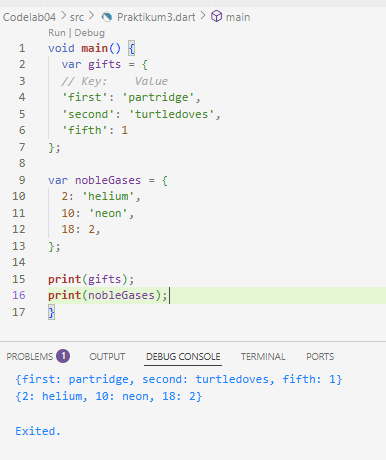 Codelab04 > src > Praktikum3.dart > main
Run | Debug
1 void main() {
2 var gifts = {
3 // Key: Value
4 'first': 'partridge',
5 'second': 'turtledoves',
6 'fifth': 1
7 };
8
9 var nobleGases = {
10 2: 'helium',
11 10: 'neon',
12 18: 2,
13 };
14
15 print(gifts);
16 print(nobleGases);
17 }
PROBLEMS 1 OUTPUT DEBUG CONSOLE TERMINAL PORTS
{first: partridge, second: turtledoves, fifth: 1}
{2: helium, 10: neon, 18: 2}
Exited.